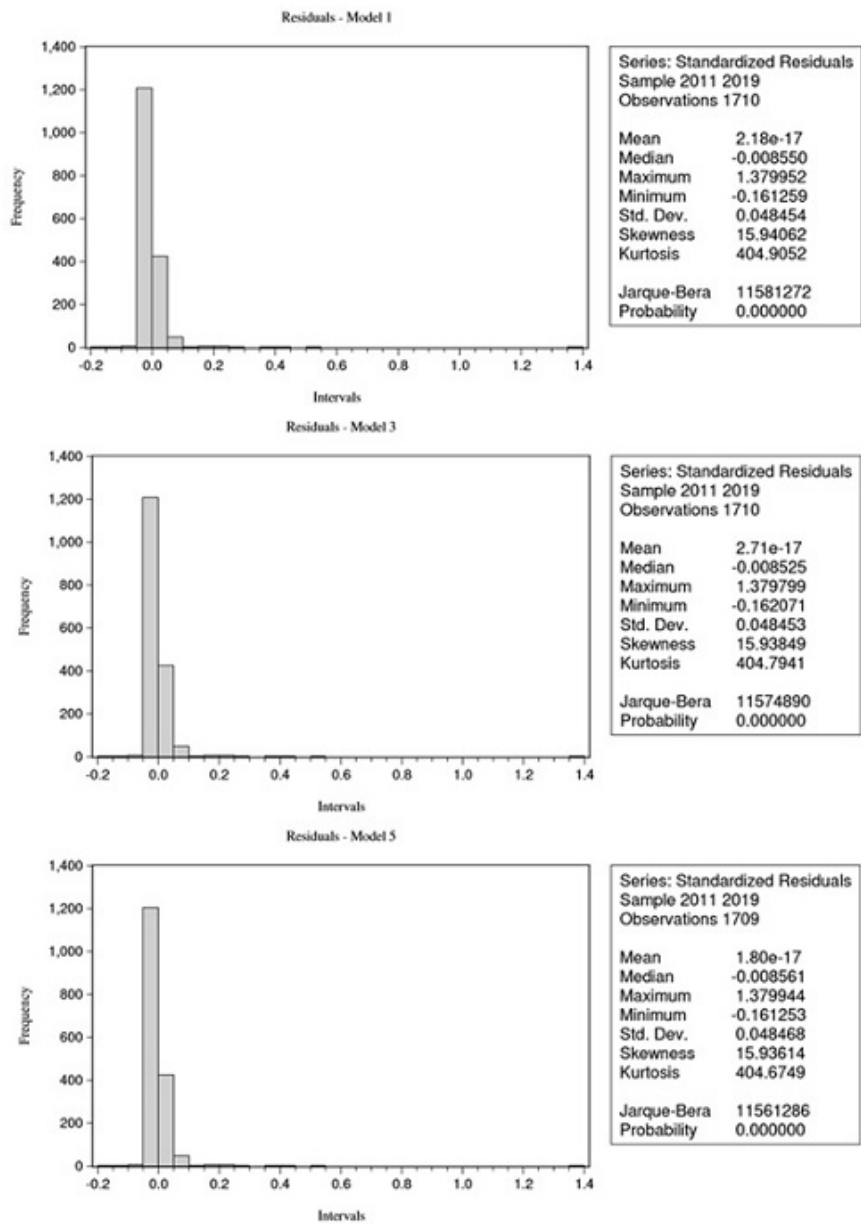 Residuals - Model 1
1,400
1,200
1,000
800
600
400
200
0
Frequency
-0.2 0.0 0.2 0.4 0.6 0.8 1.0 1.2 1.4
Intervals
Series: Standardized Residuals
Sample 2011 2019
Observations 1710
Mean 2.18e-17
Median -0.008550
Maximum 1.379952
Minimum -0.161259
Std. Dev. 0.048454
Skewness 15.94062
Kurtosis 404.9052
Jarque-Bera 11581272
Probability 0.000000
Residuals - Model 3
1,400
1,200
1,000
800
600
400
200
0
Frequency
-0.2 0.0 0.2 0.4 0.6 0.8 1.0 1.2 1.4
Intervals
Series: Standardized Residuals
Sample 2011 2019
Observations 1710
Mean 2.71e-17
Median -0.008525
Maximum 1.379799
Minimum -0.162071
Std. Dev. 0.048453
Skewness 15.93849
Kurtosis 404.7941
Jarque-Bera 11574890
Probability 0.000000
Residuals - Model 5
1,400
1,200
1,000
800
600
400
200
0
Frequency
-0.2 0.0 0.2 0.4 0.6 0.8 1.0 1.2 1.4
Intervals
Series: Standardized Residuals
Sample 2011 2019
Observations 1709
Mean 1.80e-17
Median -0.008561
Maximum 1.379944
Minimum -0.161253
Std. Dev. 0.048468
Skewness 15.93614
Kurtosis 404.6749
Jarque-Bera 11561286
Probability 0.000000